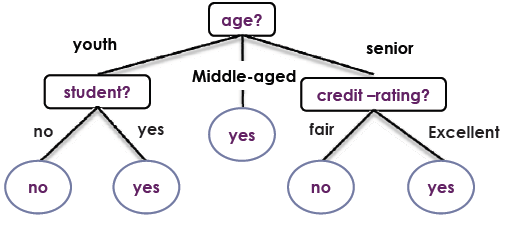 age?
youth
Middle-aged
senior
student?
credit –rating?
no
yes
yes
fair
Excellent
no
yes
no
yes